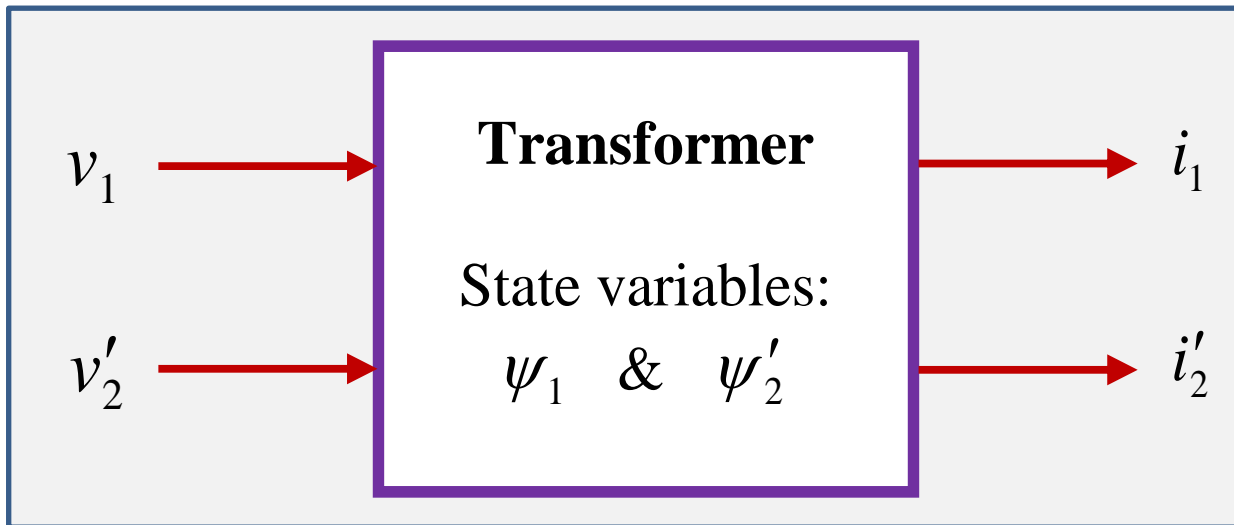 Transformer
v₁
i₁
State variables:
v′₂
ψ₁ & ψ′₂
i′₂